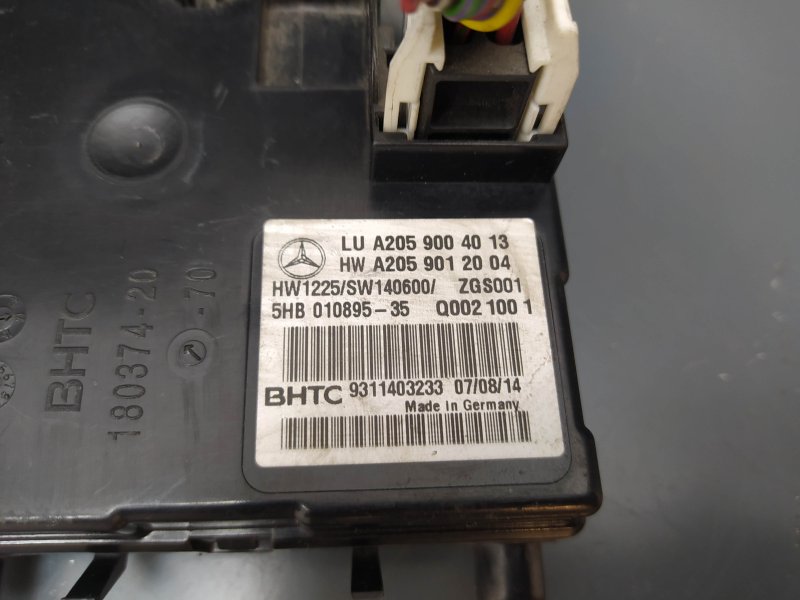 LU A205 900 40 13
HW A205 901 20 04
HW1225/SW140600/ ZGS001
5HB 010895-35 Q002 100 1
BHTC 9311403233 07/08/14
Made in Germany
BHTC
180374-20
-70